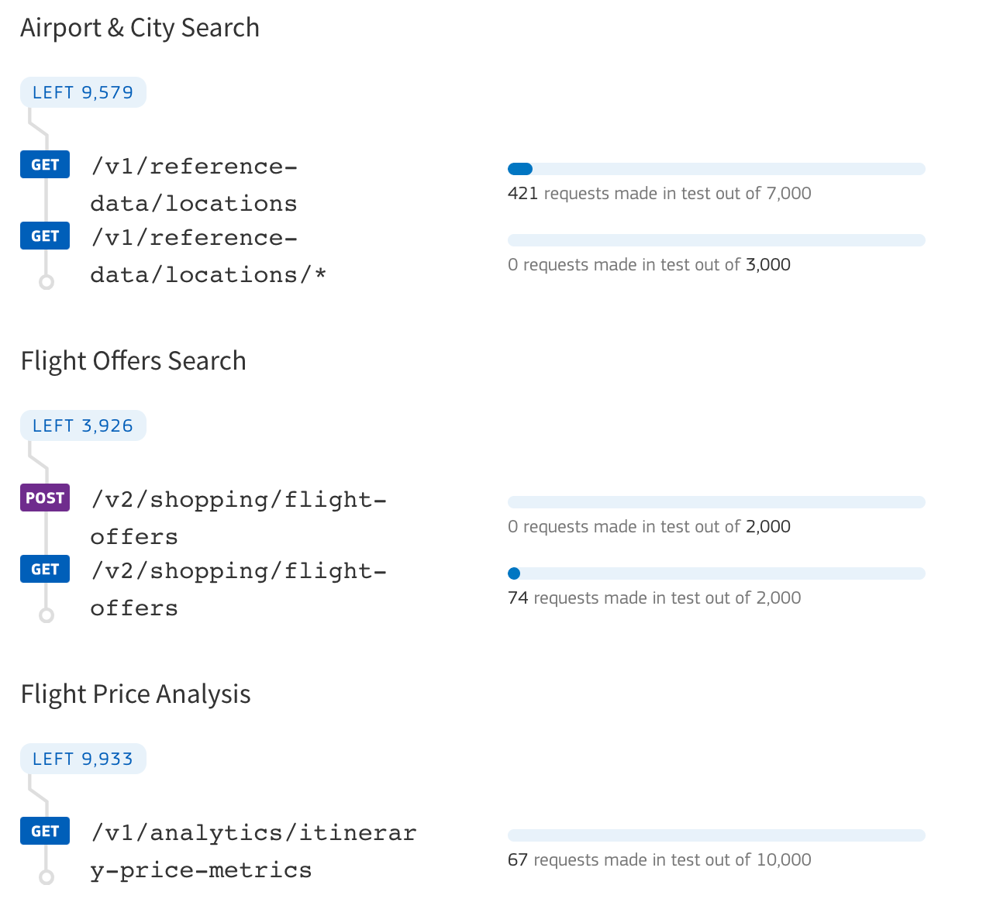 Airport & City Search
LEFT 9,579
GET /v1/reference-
data/locations
421 requests made in test out of 7,000
GET /v1/reference-
data/locations/*
0 requests made in test out of 3,000
Flight Offers Search
LEFT 3,926
POST /v2/shopping/flight-
offers
0 requests made in test out of 2,000
GET /v2/shopping/flight-
offers
74 requests made in test out of 2,000
Flight Price Analysis
LEFT 9,933
GET /v1/analytics/itinerar
y-price-metrics
67 requests made in test out of 10,000